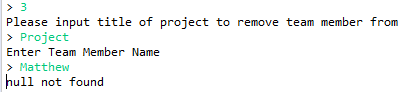 > 3
Please input title of project to remove team member from
> Project
Enter Team Member Name
> Matthew
null not found